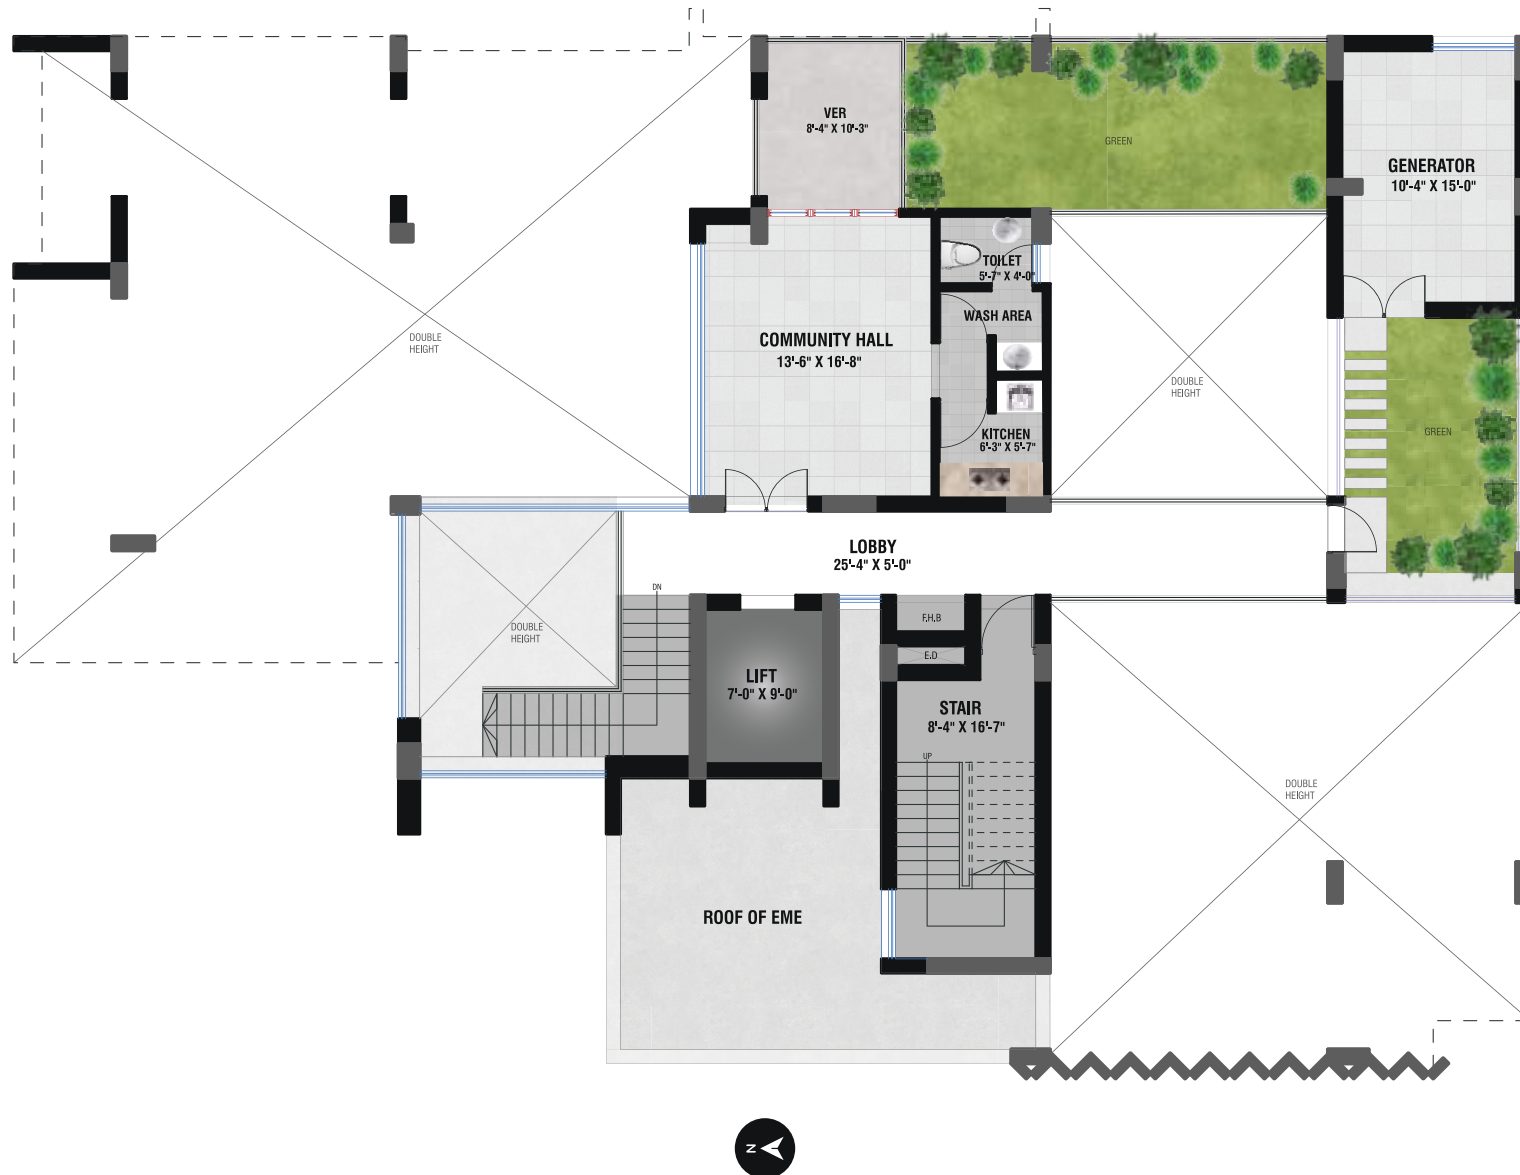 VER
8'-4" X 10'-3"
GREEN
GENERATOR
10'-4" X 15'-0"
TOILET
5'-7" X 4'-0"
WASH AREA
COMMUNITY HALL
13'-6" X 16'-8"
DOUBLE
HEIGHT
DOUBLE
HEIGHT
GREEN
KITCHEN
6'-3" X 5'-7"
LOBBY
25'-4" X 5'-0"
DN
F.H.B
DOUBLE
HEIGHT
E.D
LIFT
7'-0" X 9'-0"
STAIR
8'-4" X 16'-7"
UP
DOUBLE
HEIGHT
ROOF OF EME
N